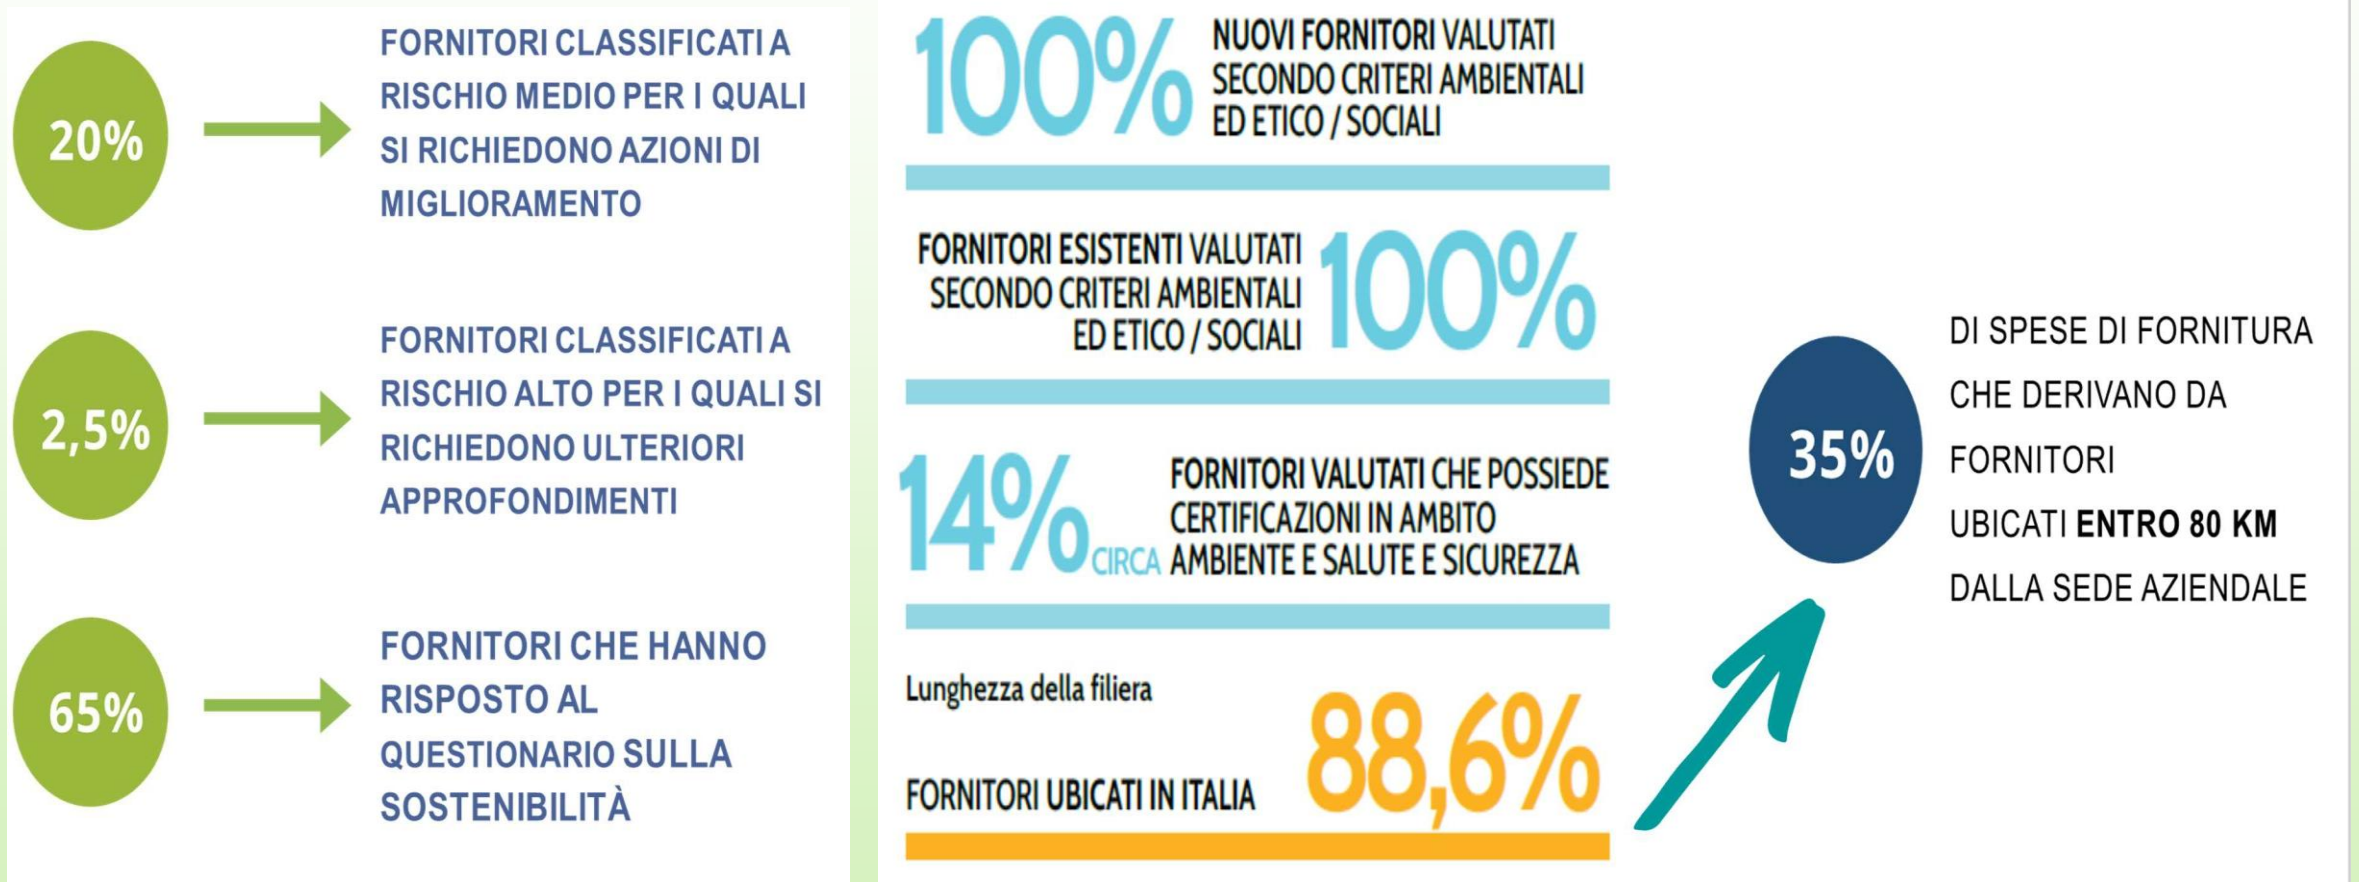 20%
FORNITORI CLASSIFICATI A
RISCHIO MEDIO PER I QUALI
SI RICHIEDONO AZIONI DI
MIGLIORAMENTO
2,5%
FORNITORI CLASSIFICATI A
RISCHIO ALTO PER I QUALI SI
RICHIEDONO ULTERIORI
APPROFONDIMENTI
65%
FORNITORI CHE HANNO
RISPOSTO AL
QUESTIONARIO SULLA
SOSTENIBILITÀ
100%
NUOVI FORNITORI VALUTATI
SECONDO CRITERI AMBIENTALI
ED ETICO / SOCIALI
FORNITORI ESISTENTI VALUTATI
SECONDO CRITERI AMBIENTALI
ED ETICO / SOCIALI
100%
14% CIRCA
FORNITORI VALUTATI CHE POSSIEDE
CERTIFICAZIONI IN AMBITO
AMBIENTE E SALUTE E SICUREZZA
Lunghezza della filiera
FORNITORI UBICATI IN ITALIA
88,6%
35%
DI SPESE DI FORNITURA
CHE DERIVANO DA
FORNITORI
UBICATI ENTRO 80 KM
DALLA SEDE AZIENDALE